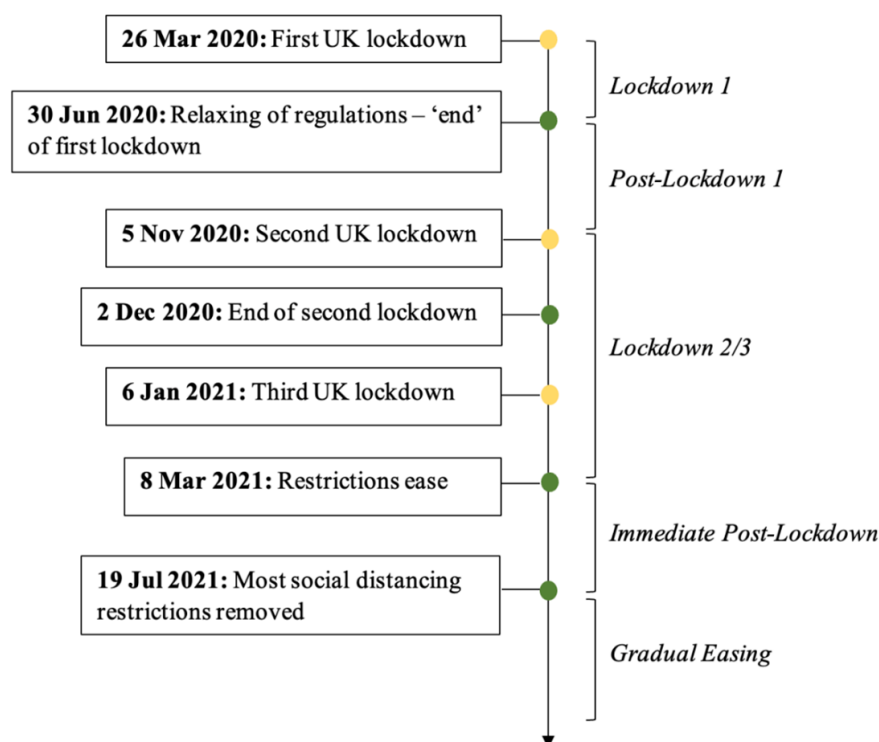 26 Mar 2020: First UK lockdown
Lockdown 1
30 Jun 2020: Relaxing of regulations – ‘end’
of first lockdown
Post-Lockdown 1
5 Nov 2020: Second UK lockdown
2 Dec 2020: End of second lockdown
Lockdown 2/3
6 Jan 2021: Third UK lockdown
8 Mar 2021: Restrictions ease
Immediate Post-Lockdown
19 Jul 2021: Most social distancing
restrictions removed
Gradual Easing